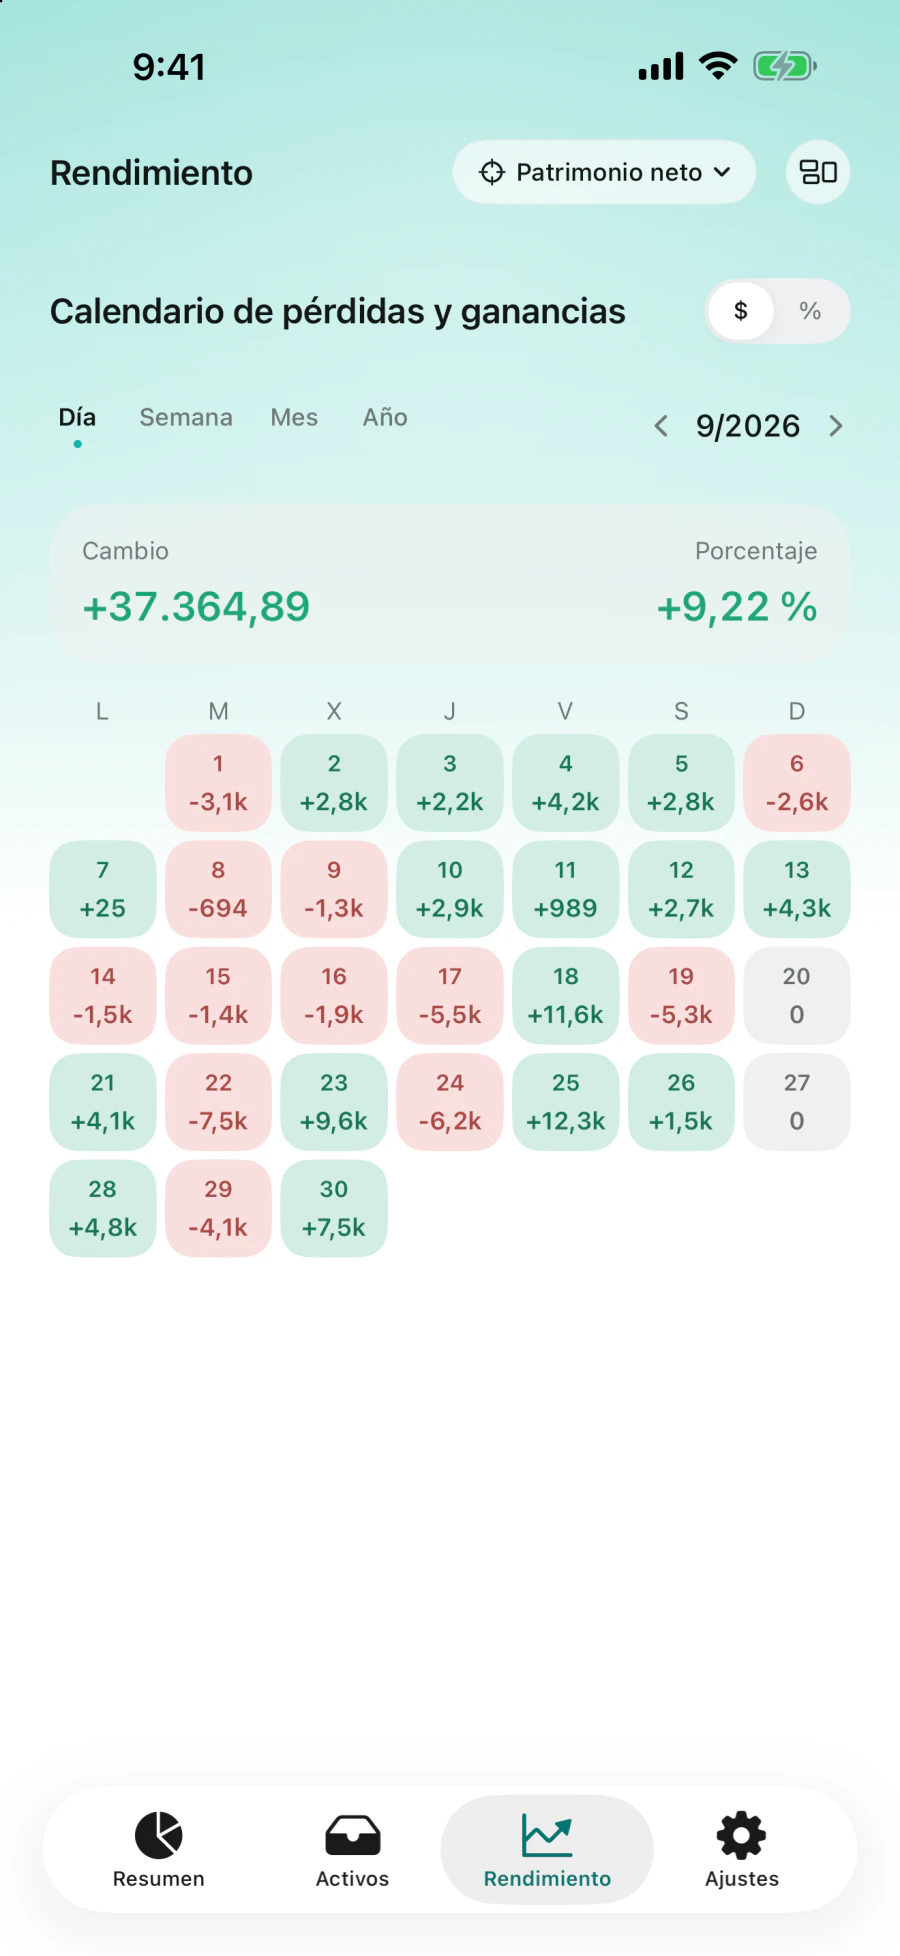 9:41
Rendimiento
Patrimonio neto
Calendario de pérdidas y ganancias
$ %
Día Semana Mes Año
9/2026
Cambio Porcentaje
+37.364,89 +9,22 %
L M X J V S D
1 2 3 4 5 6
-3,1k +2,8k +2,2k +4,2k +2,8k -2,6k
7 8 9 10 11 12 13
+25 -694 -1,3k +2,9k +989 +2,7k +4,3k
14 15 16 17 18 19 20
-1,5k -1,4k -1,9k -5,5k +11,6k -5,3k 0
21 22 23 24 25 26 27
+4,1k -7,5k +9,6k -6,2k +12,3k +1,5k 0
28 29 30
+4,8k -4,1k +7,5k
Resumen Activos Rendimiento Ajustes